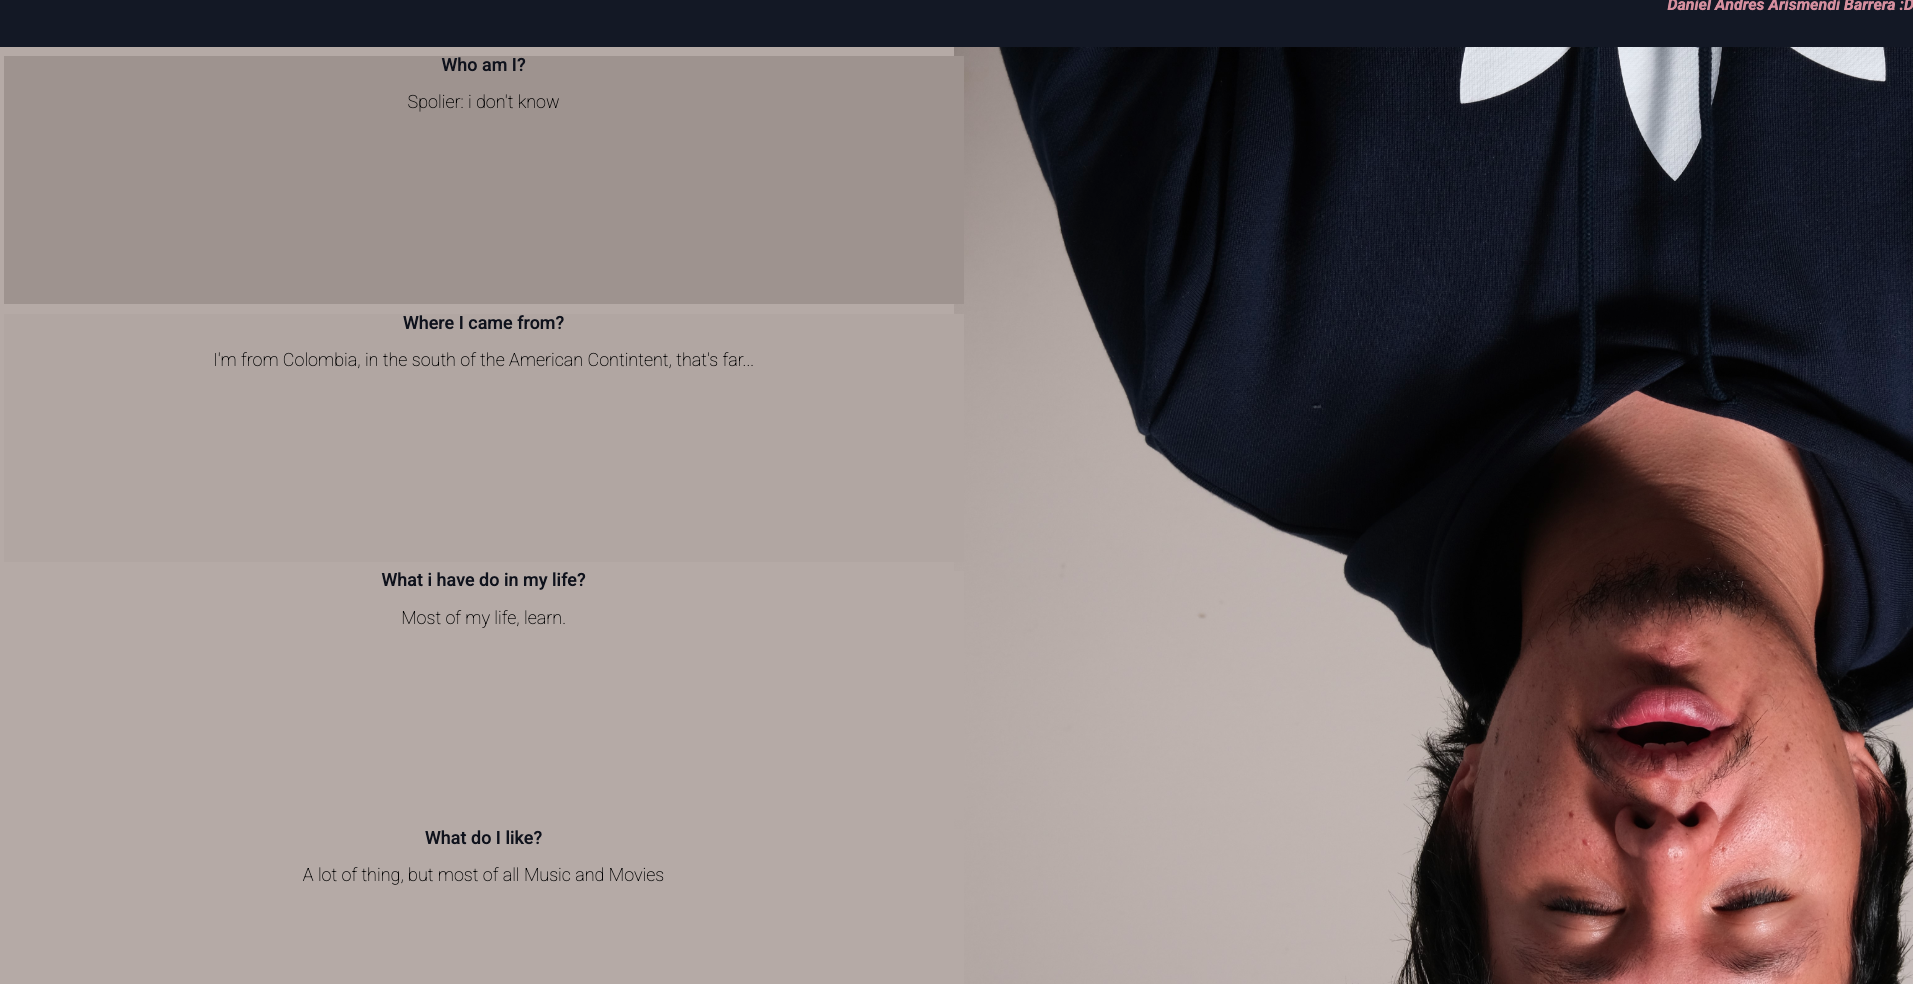 Daniel Andres Arismendi Barrera :D
Who am I?
Spolier: i don't know
Where I came from?
I'm from Colombia, in the south of the American Contintent, that's far...
What i have do in my life?
Most of my life, learn.
What do I like?
A lot of thing, but most of all Music and Movies